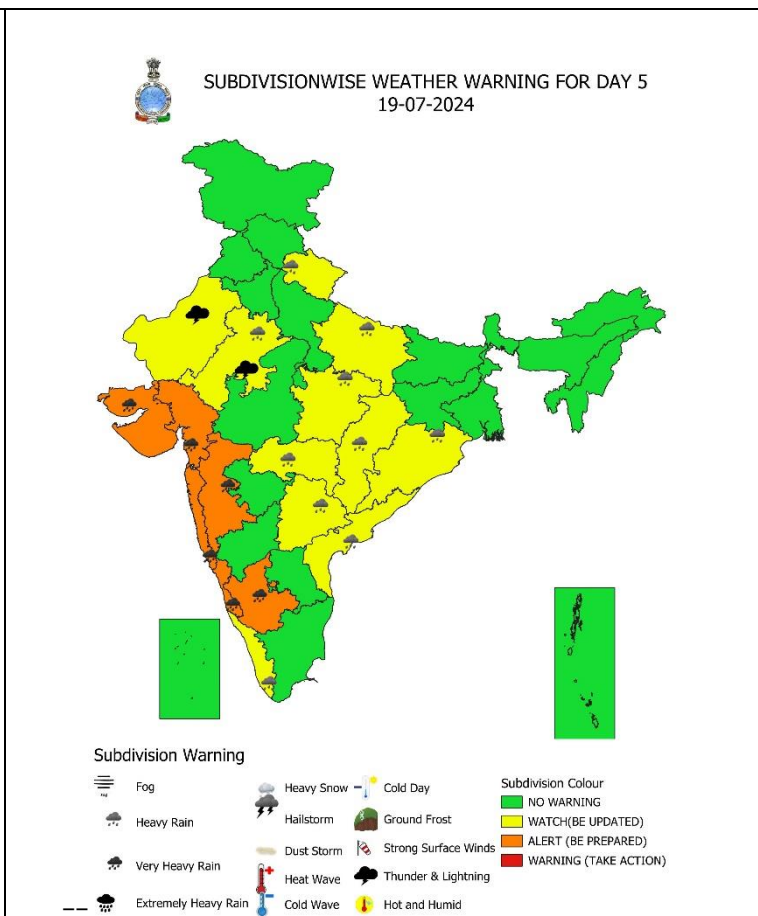 SUBDIVISIONWISE WEATHER WARNING FOR DAY 5
19-07-2024
Subdivision Warning
Fog
Heavy Rain
Very Heavy Rain
Extremely Heavy Rain
Heavy Snow
Hailstorm
Dust Storm
Heat Wave
Cold Wave
Cold Day
Ground Frost
Strong Surface Winds
Thunder & Lightning
Hot and Humid
Subdivision Colour
NO WARNING
WATCH(BE UPDATED)
ALERT (BE PREPARED)
WARNING (TAKE ACTION)